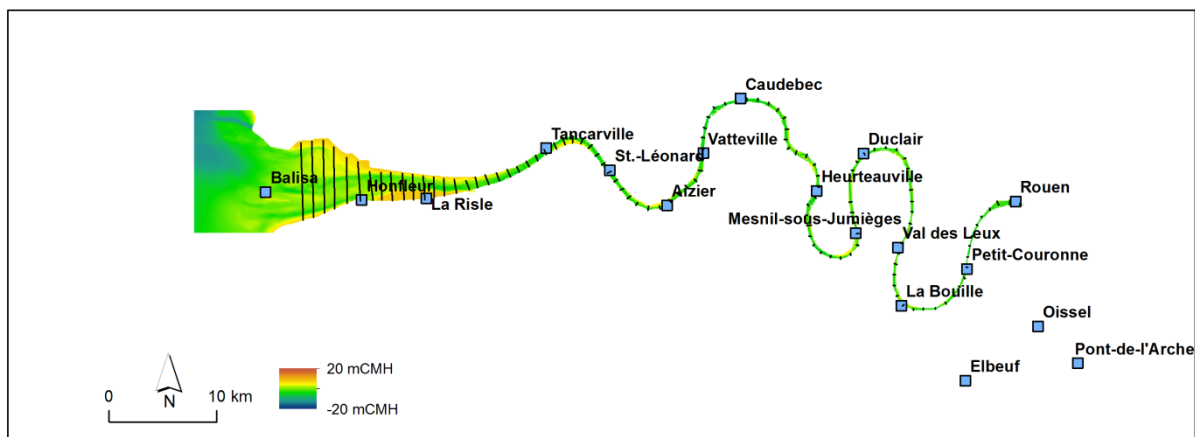 Caudebec
Tancarville
St.-Léonard
Vatteville
Duclair
Balisa
Honfleur
La Risle
Aizier
Heurteauville
Rouen
Mesnil-sous-Jumièges
Val des Leux
Petit-Couronne
La Bouille
Oissel
Pont-de-l'Arche
Elbeuf
20 mCMH
-20 mCMH
0 10 km
N